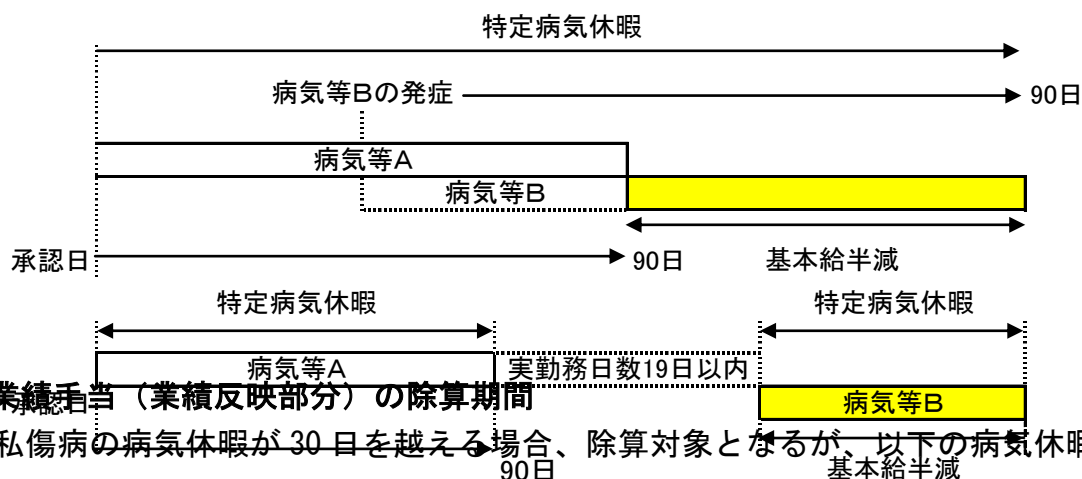 特定病気休暇
病気等Bの発症
90日
病気等A
病気等B
承認日
90日
基本給半減
特定病気休暇
特定病気休暇
病気等A
実勤務日数19日以内
業績手当（業績反映部分）の除算期間
承認日
病気等B
私傷病の病気休暇が 30 日を越える場合、除算対象となるが、以下の病気休暇
90日
基本給半減